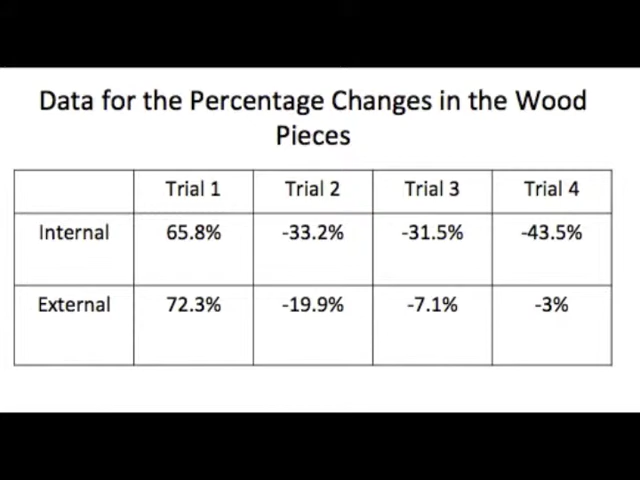 Data for the Percentage Changes in the Wood
Pieces
Trial 1 Trial 2 Trial 3 Trial 4
Internal 65.8% -33.2% -31.5% -43.5%
External 72.3% -19.9% -7.1% -3%